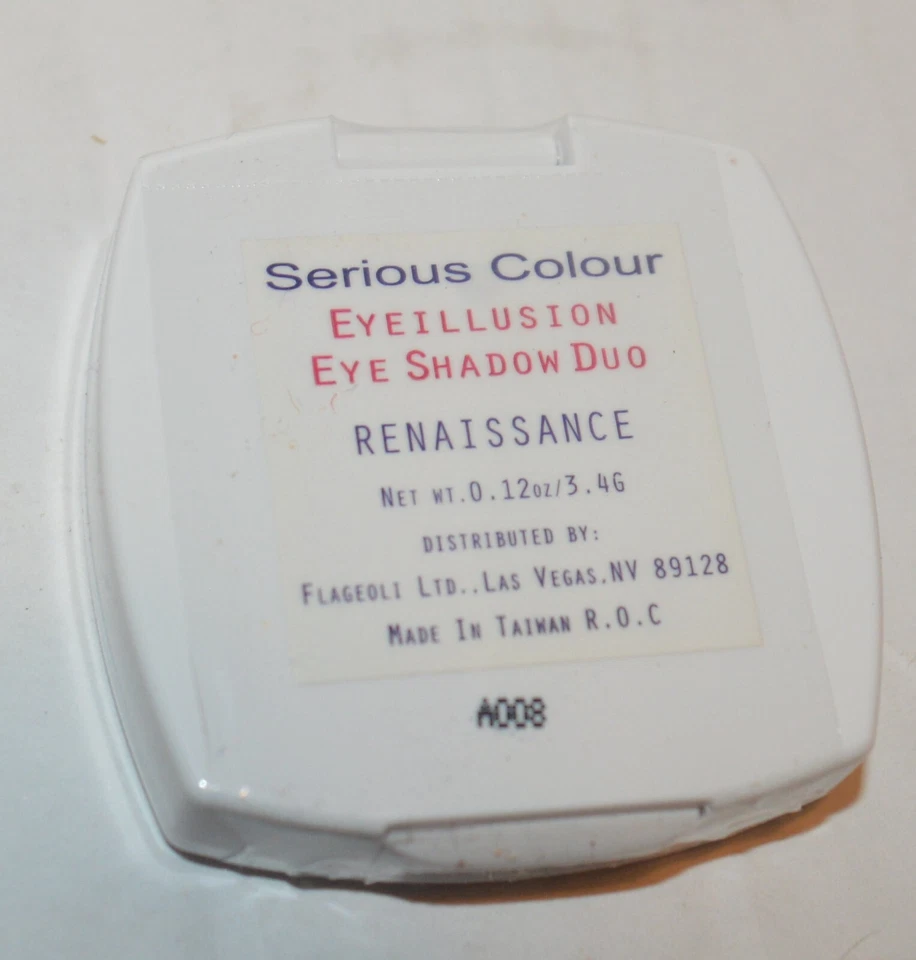 Serious Colour
EYEILLUSION
EYE SHADOW DUO
RENAISSANCE
NET WT.0.12OZ/3.4G
DISTRIBUTED BY:
FLAGEOLI LTD..LAS VEGAS.NV 89128
MADE IN TAIWAN R.O.C
A008